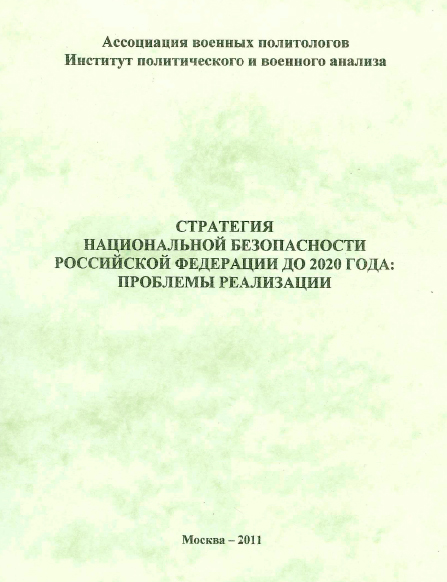 Ассоциация военных политологов
Институт политического и военного анализа
СТРАТЕГИЯ
НАЦИОНАЛЬНОЙ БЕЗОПАСНОСТИ
РОССИЙСКОЙ ФЕДЕРАЦИИ ДО 2020 ГОДА:
ПРОБЛЕМЫ РЕАЛИЗАЦИИ
Москва – 2011